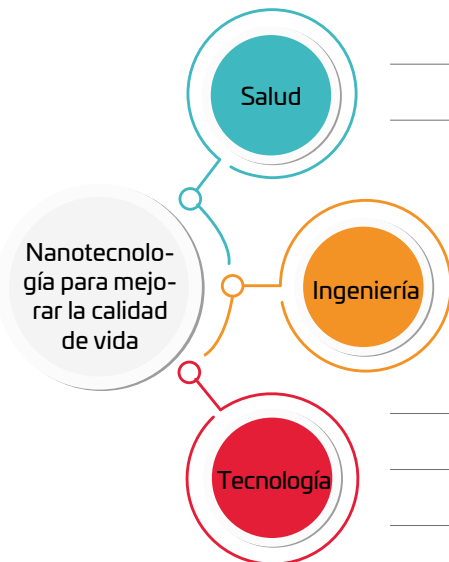 Salud
Nanotecnolo-
gía para mejo-
rar la calidad
de vida
Ingeniería
Tecnología